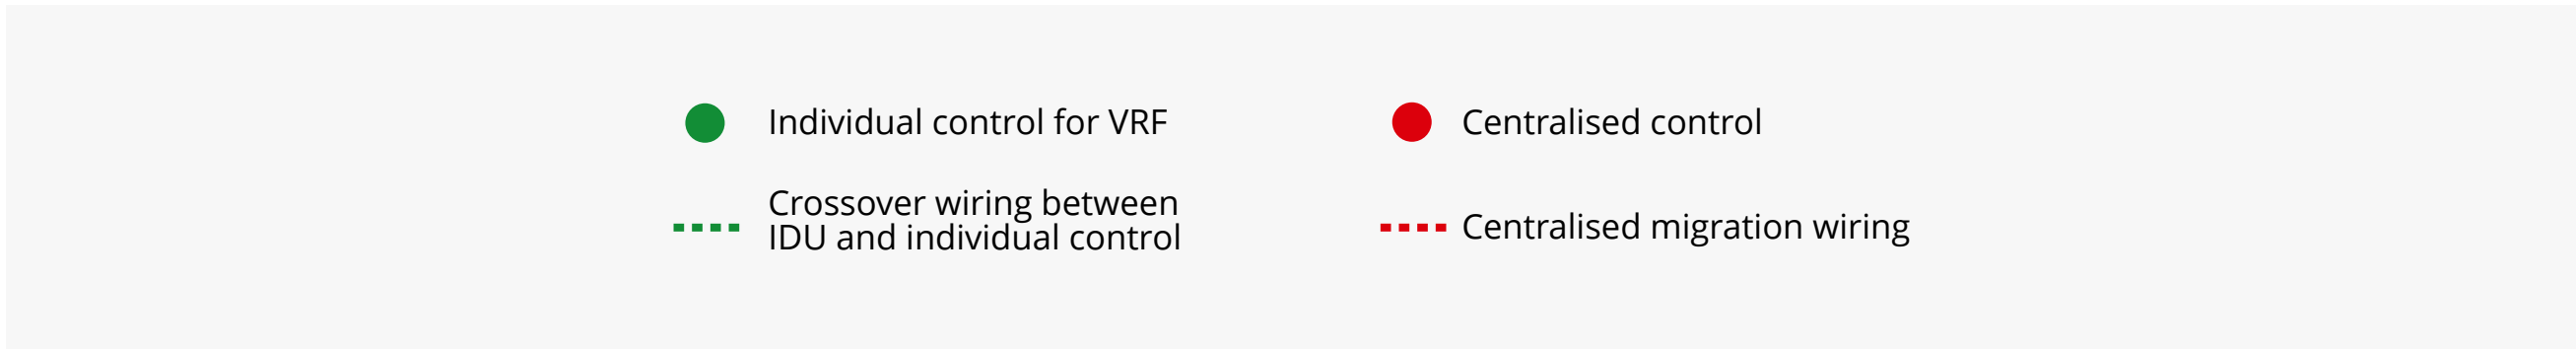 Individual control for VRF
Centralised control
Crossover wiring between
IDU and individual control
Centralised migration wiring